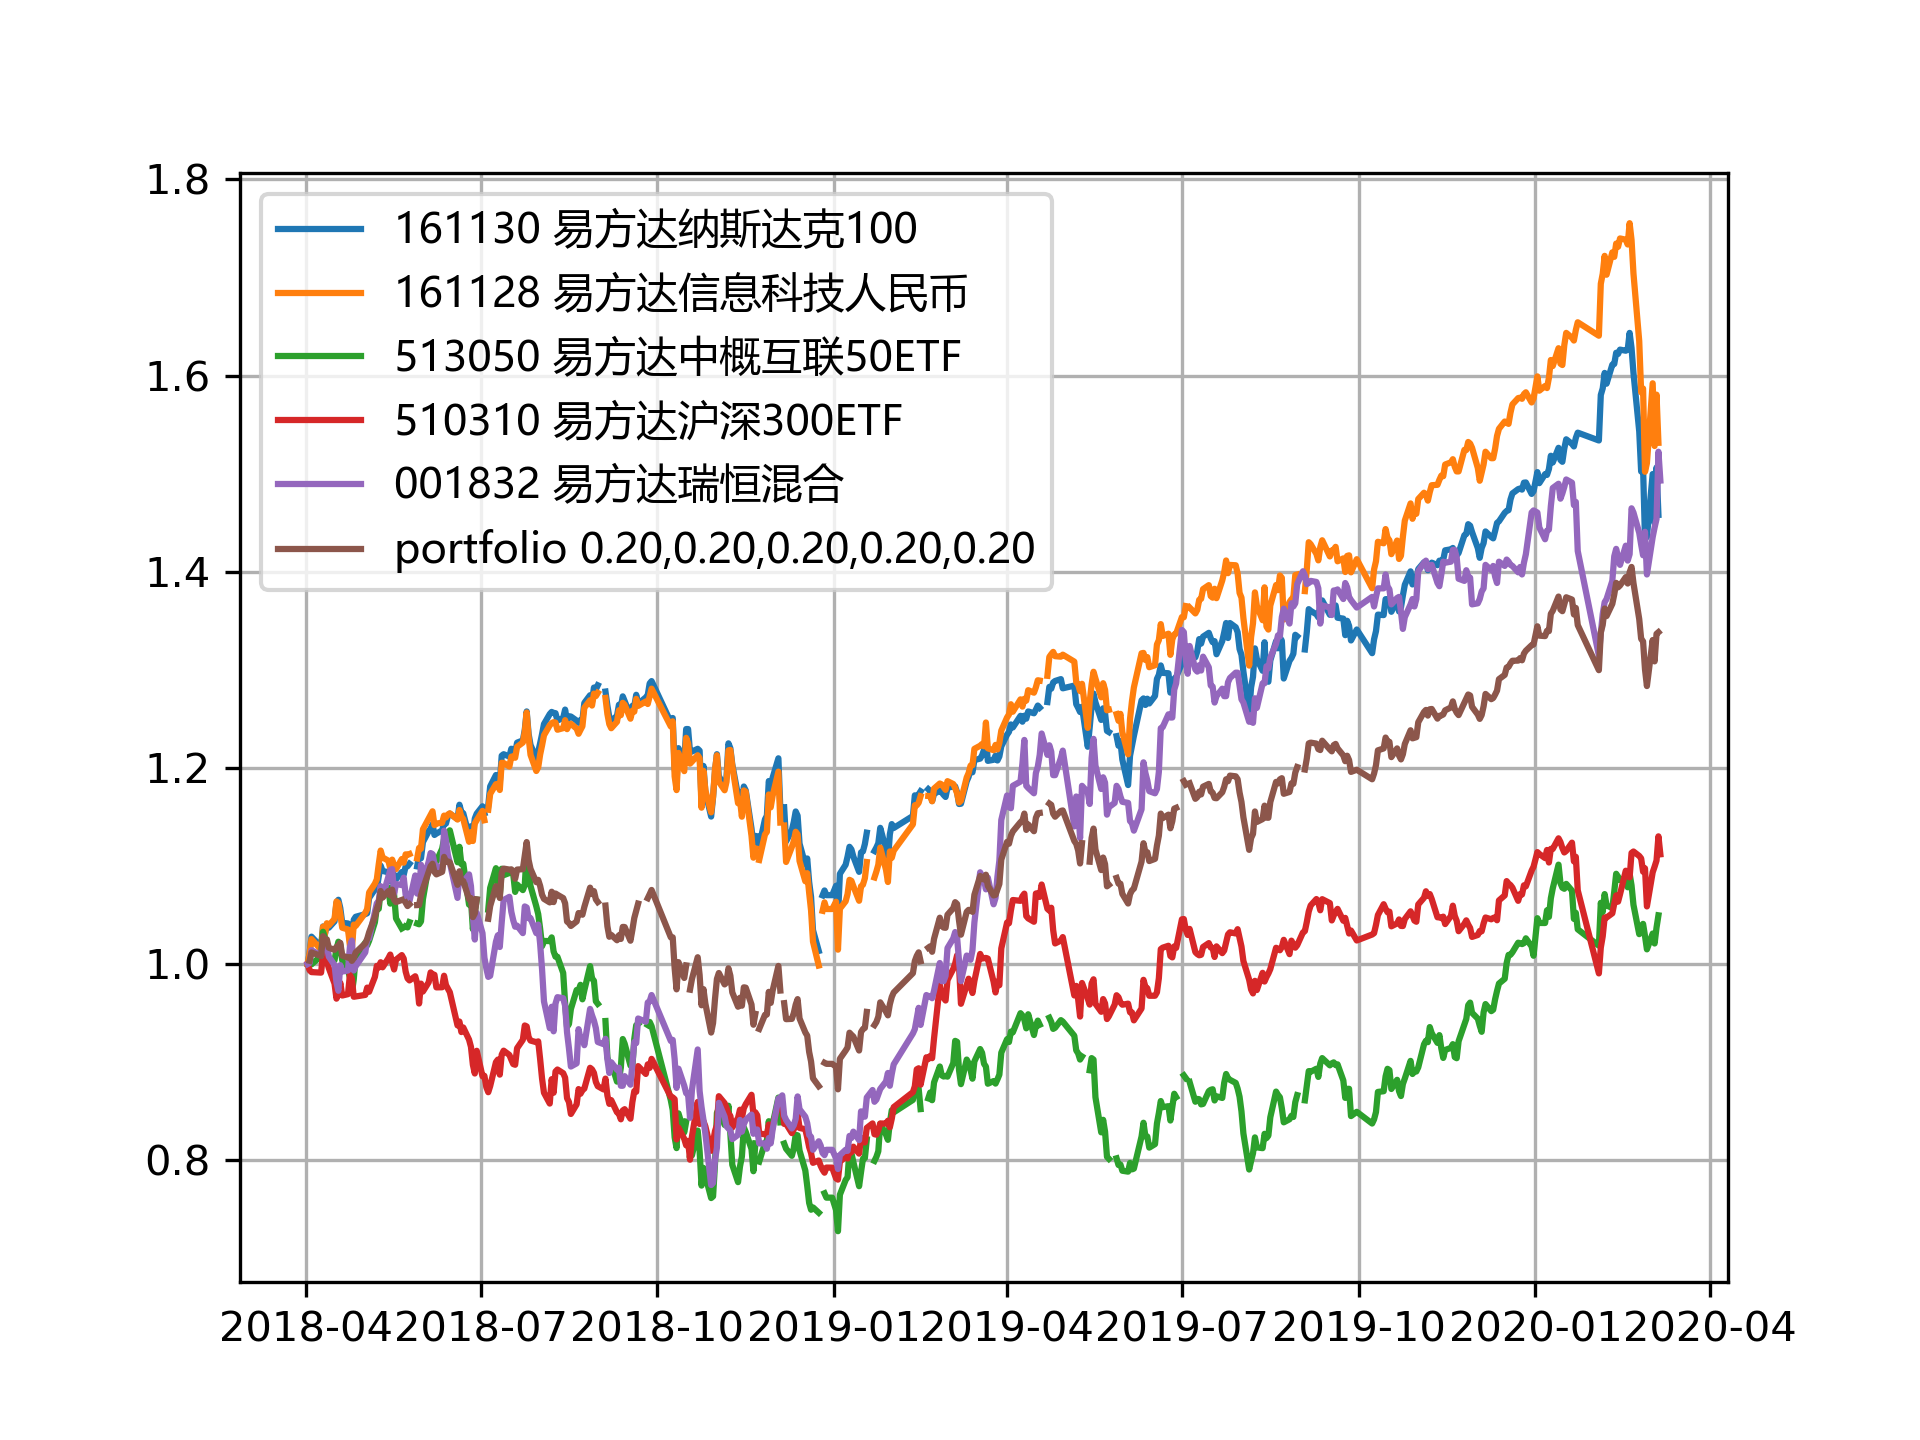 1.8
1.6
1.4
1.2
1.0
0.8
161130 易方达纳斯达克100
161128 易方达信息科技人民币
513050 易方达中概互联50ETF
510310 易方达沪深300ETF
001832 易方达瑞恒混合
portfolio 0.20,0.20,0.20,0.20,0.20
2018-04 2018-07 2018-10 2019-01 2019-04 2019-07 2019-10 2020-01 2020-04